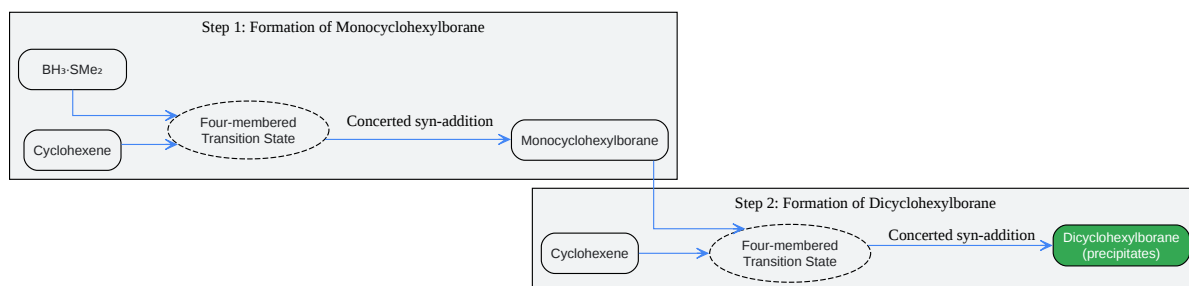 Step 1: Formation of Monocyclohexylborane
BH₃·SMe₂
Cyclohexene
Four-membered
Transition State
Concerted syn-addition
Monocyclohexylborane
Step 2: Formation of Dicyclohexylborane
Cyclohexene
Four-membered
Transition State
Concerted syn-addition
Dicyclohexylborane
(precipitates)